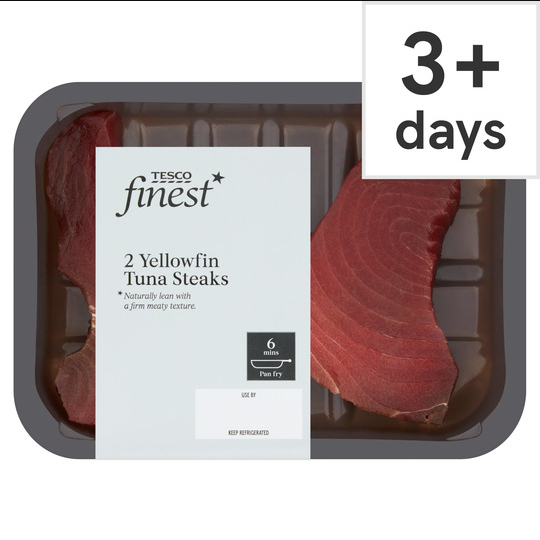 3+
days
TESCO
finest*
2 Yellowfin
Tuna Steaks
*Naturally lean with
a firm meaty texture.
6
mins
Pan fry
USE BY
KEEP REFRIGERATED